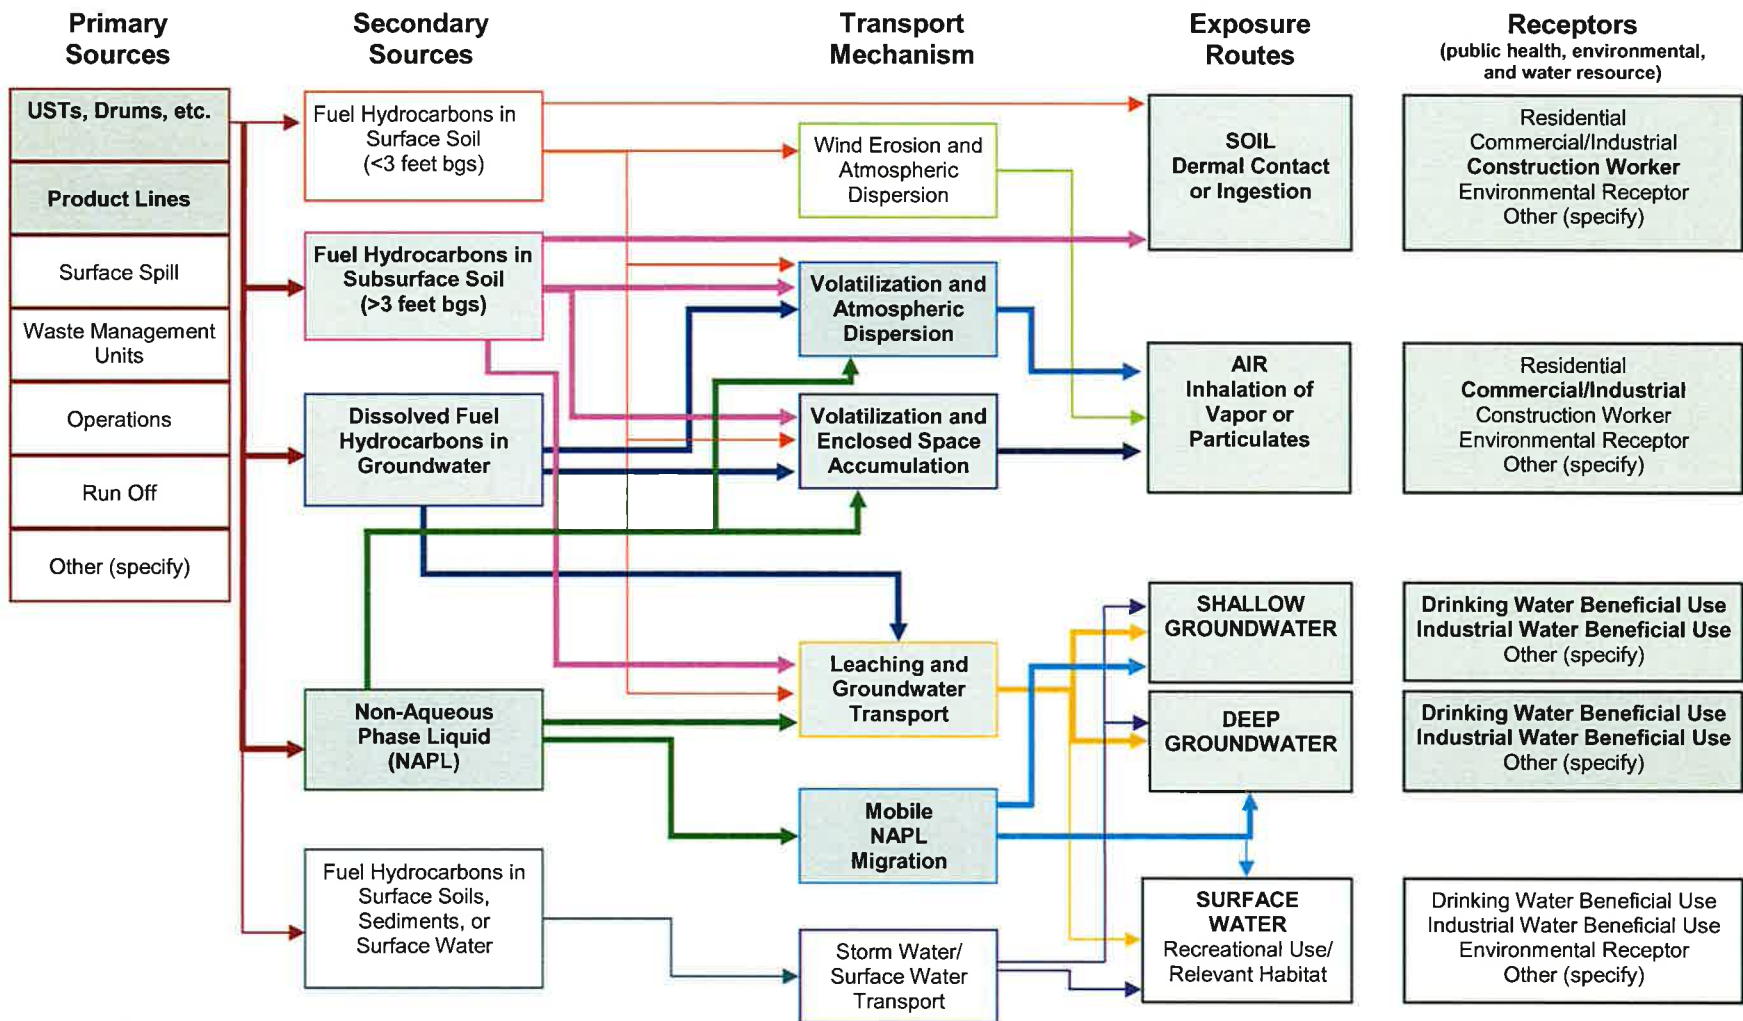 Primary
Sources
Secondary
Sources
Transport
Mechanism
Exposure
Routes
Receptors
(public health, environmental,
and water resource)
USTs, Drums, etc.
Product Lines
Surface Spill
Waste Management
Units
Operations
Run Off
Other (specify)
Fuel Hydrocarbons in
Surface Soil
(<3 feet bgs)
Fuel Hydrocarbons in
Subsurface Soil
(>3 feet bgs)
Dissolved Fuel
Hydrocarbons in
Groundwater
Non-Aqueous
Phase Liquid
(NAPL)
Fuel Hydrocarbons in
Surface Soils,
Sediments, or
Surface Water
Wind Erosion and
Atmospheric
Dispersion
Volatilization and
Atmospheric
Dispersion
Volatilization and
Enclosed Space
Accumulation
Leaching and
Groundwater
Transport
Mobile
NAPL
Migration
Storm Water/
Surface Water
Transport
SOIL
Dermal Contact
or Ingestion
AIR
Inhalation of
Vapor or
Particulates
SHALLOW
GROUNDWATER
DEEP
GROUNDWATER
SURFACE
WATER
Recreational Use/
Relevant Habitat
Residential
Commercial/Industrial
Construction Worker
Environmental Receptor
Other (specify)
Residential
Commercial/Industrial
Construction Worker
Environmental Receptor
Other (specify)
Drinking Water Beneficial Use
Industrial Water Beneficial Use
Other (specify)
Drinking Water Beneficial Use
Industrial Water Beneficial Use
Other (specify)
Drinking Water Beneficial Use
Industrial Water Beneficial Use
Environmental Receptor
Other (specify)